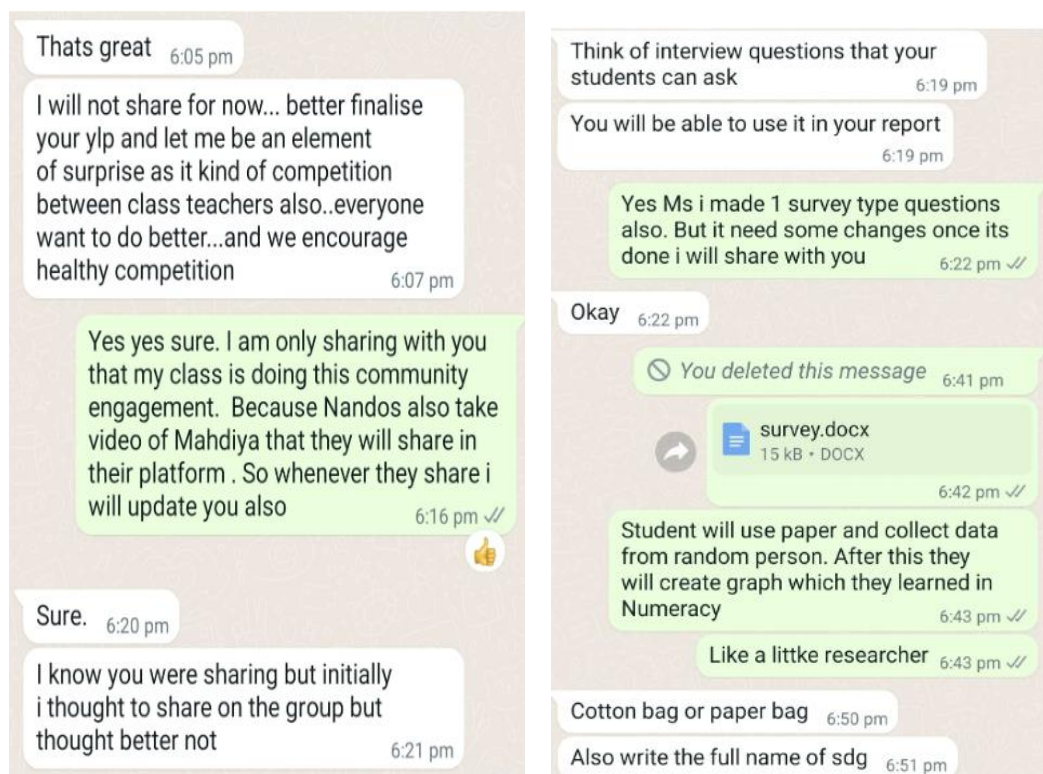 Thats great 6:05 pm
I will not share for now... better finalise
your ylp and let me be an element
of surprise as it kind of competition
between class teachers also..everyone
want to do better...and we encourage
healthy competition 6:07 pm
Yes yes sure. I am only sharing with you
that my class is doing this community
engagement. Because Nandos also take
video of Mahdiya that they will share in
their platform . So whenever they share i
will update you also 6:16 pm
Sure. 6:20 pm
I know you were sharing but initially
i thought to share on the group but
thought better not 6:21 pm
Think of interview questions that your
students can ask 6:19 pm
You will be able to use it in your report
6:19 pm
Yes Ms i made 1 survey type questions
also. But it need some changes once its
done i will share with you 6:22 pm
Okay 6:22 pm
You deleted this message 6:41 pm
survey.docx
15 kB • DOCX
6:42 pm
Student will use paper and collect data
from random person. After this they
will create graph which they learned in
Numeracy 6:43 pm
Like a littke researcher 6:43 pm
Cotton bag or paper bag 6:50 pm
Also write the full name of sdg 6:51 pm